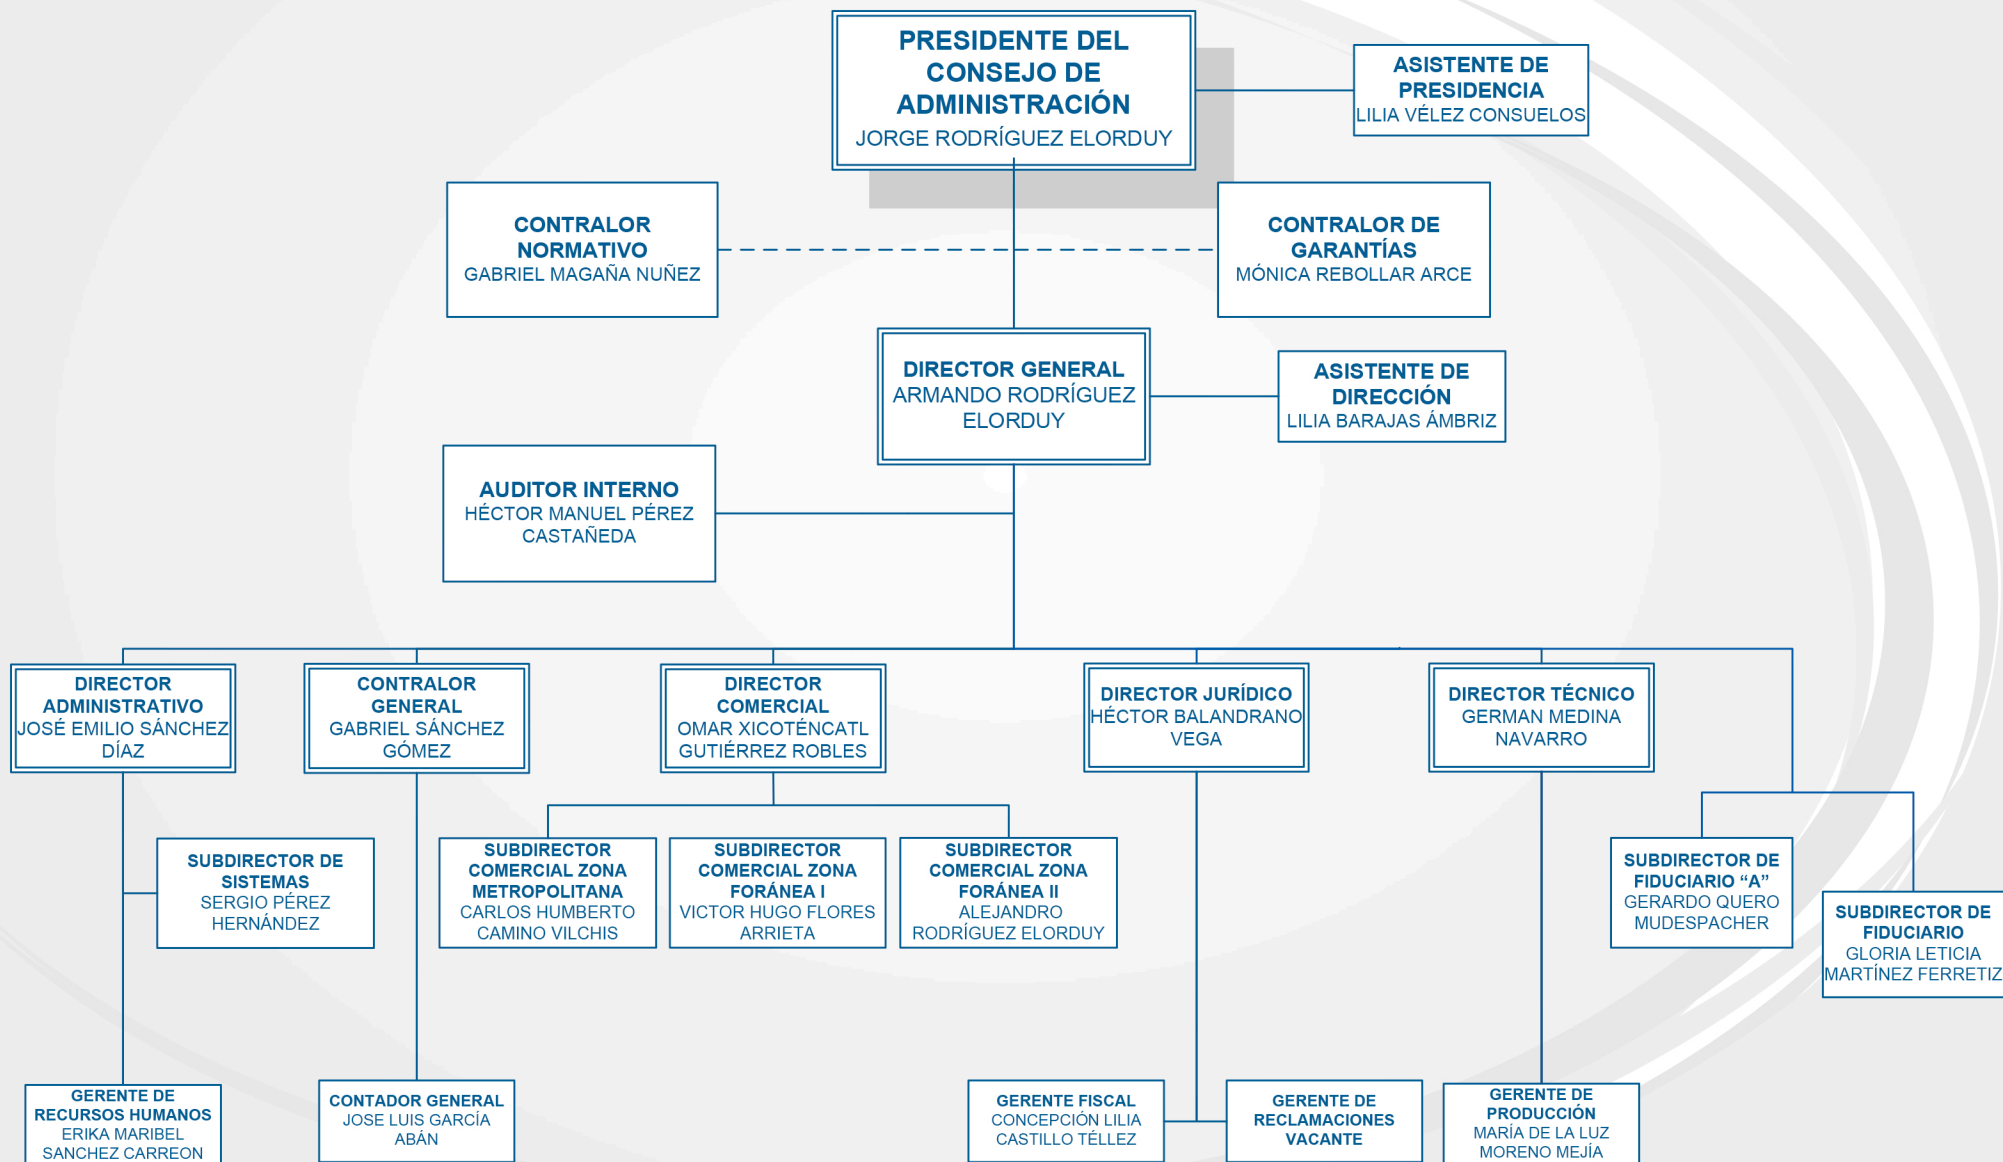 PRESIDENTE DEL
CONSEJO DE
ADMINISTRACIÓN
JORGE RODRÍGUEZ ELORDUY
ASISTENTE DE
PRESIDENCIA
LILIA VÉLEZ CONSUELOS
CONTRALOR
NORMATIVO
GABRIEL MAGAÑA NUÑEZ
CONTRALOR DE
GARANTÍAS
MÓNICA REBOLLAR ARCE
DIRECTOR GENERAL
ARMANDO RODRÍGUEZ
ELORDUY
ASISTENTE DE
DIRECCIÓN
LILIA BARAJAS ÁMBRIZ
AUDITOR INTERNO
HÉCTOR MANUEL PÉREZ
CASTAÑEDA
DIRECTOR
ADMINISTRATIVO
JOSÉ EMILIO SÁNCHEZ
DÍAZ
CONTRALOR
GENERAL
GABRIEL SÁNCHEZ
GÓMEZ
DIRECTOR
COMERCIAL
OMAR XICOTÉNCATL
GUTIÉRREZ ROBLES
DIRECTOR JURÍDICO
HÉCTOR BALANDRANO
VEGA
DIRECTOR TÉCNICO
GERMAN MEDINA
NAVARRO
SUBDIRECTOR DE
SISTEMAS
SERGIO PÉREZ
HERNÁNDEZ
SUBDIRECTOR
COMERCIAL ZONA
METROPOLITANA
CARLOS HUMBERTO
CAMINO VILCHIS
SUBDIRECTOR
COMERCIAL ZONA
FORÁNEA I
VICTOR HUGO FLORES
ARRIETA
SUBDIRECTOR
COMERCIAL ZONA
FORÁNEA II
ALEJANDRO
RODRÍGUEZ ELORDUY
SUBDIRECTOR DE
FIDUCIARIO “A”
GERARDO QUERO
MUDESPACHER
SUBDIRECTOR DE
FIDUCIARIO
GLORIA LETICIA
MARTÍNEZ FERRETIZ
GERENTE DE
RECURSOS HUMANOS
ERIKA MARIBEL
SANCHEZ CARREON
CONTADOR GENERAL
JOSE LUIS GARCÍA
ABÁN
GERENTE FISCAL
CONCEPCIÓN LILIA
CASTILLO TÉLLEZ
GERENTE DE
RECLAMACIONES
VACANTE
GERENTE DE
PRODUCCIÓN
MARÍA DE LA LUZ
MORENO MEJÍA